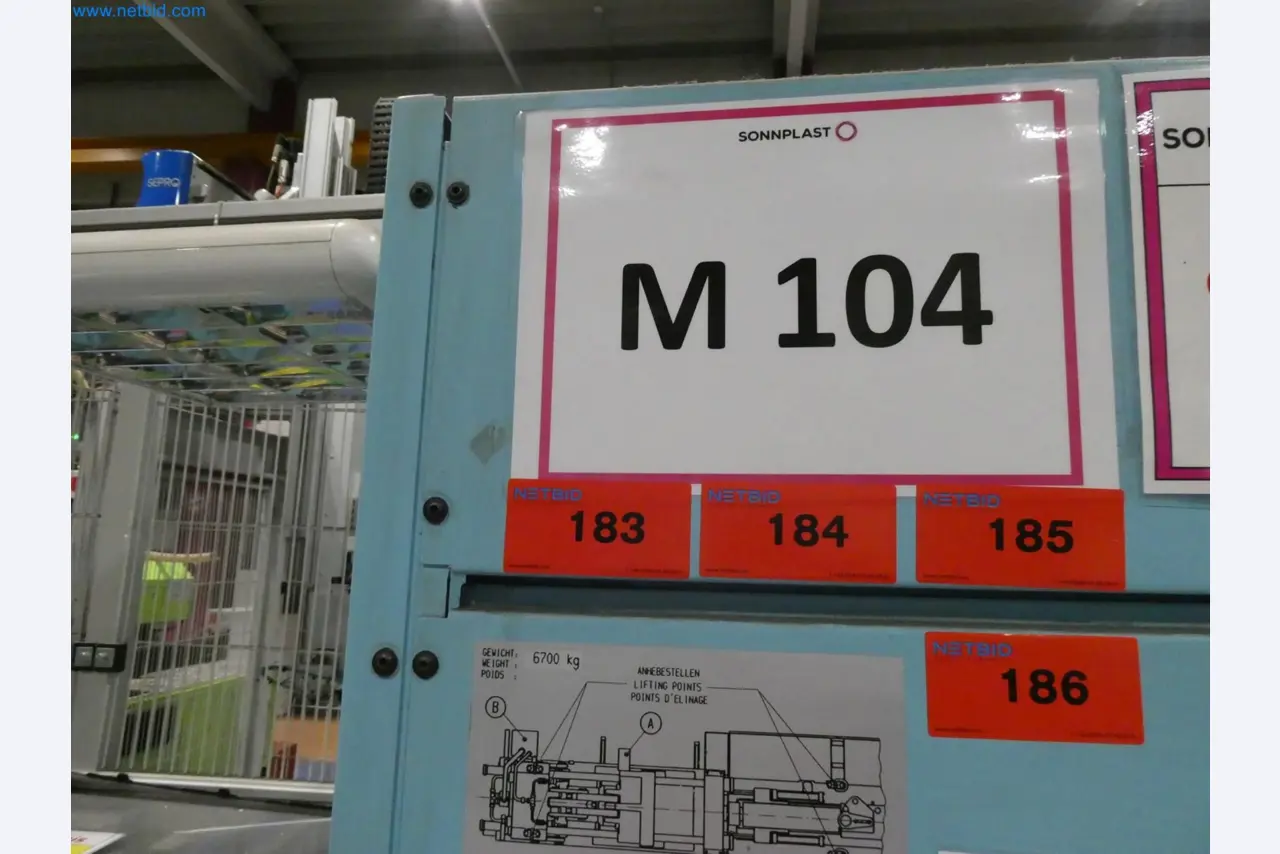 www.netbid.com
SEPRO
SONNPLAST
SO
M 104
NETBID
183
NETBID
184
NETBID
185
NETBID
186
GEWICHT:
WEIGHT :
POIDS :
6700 kg
ANHEBESTELLEN
LIFTING POINTS
POINTS D'ELINAGE
B
A